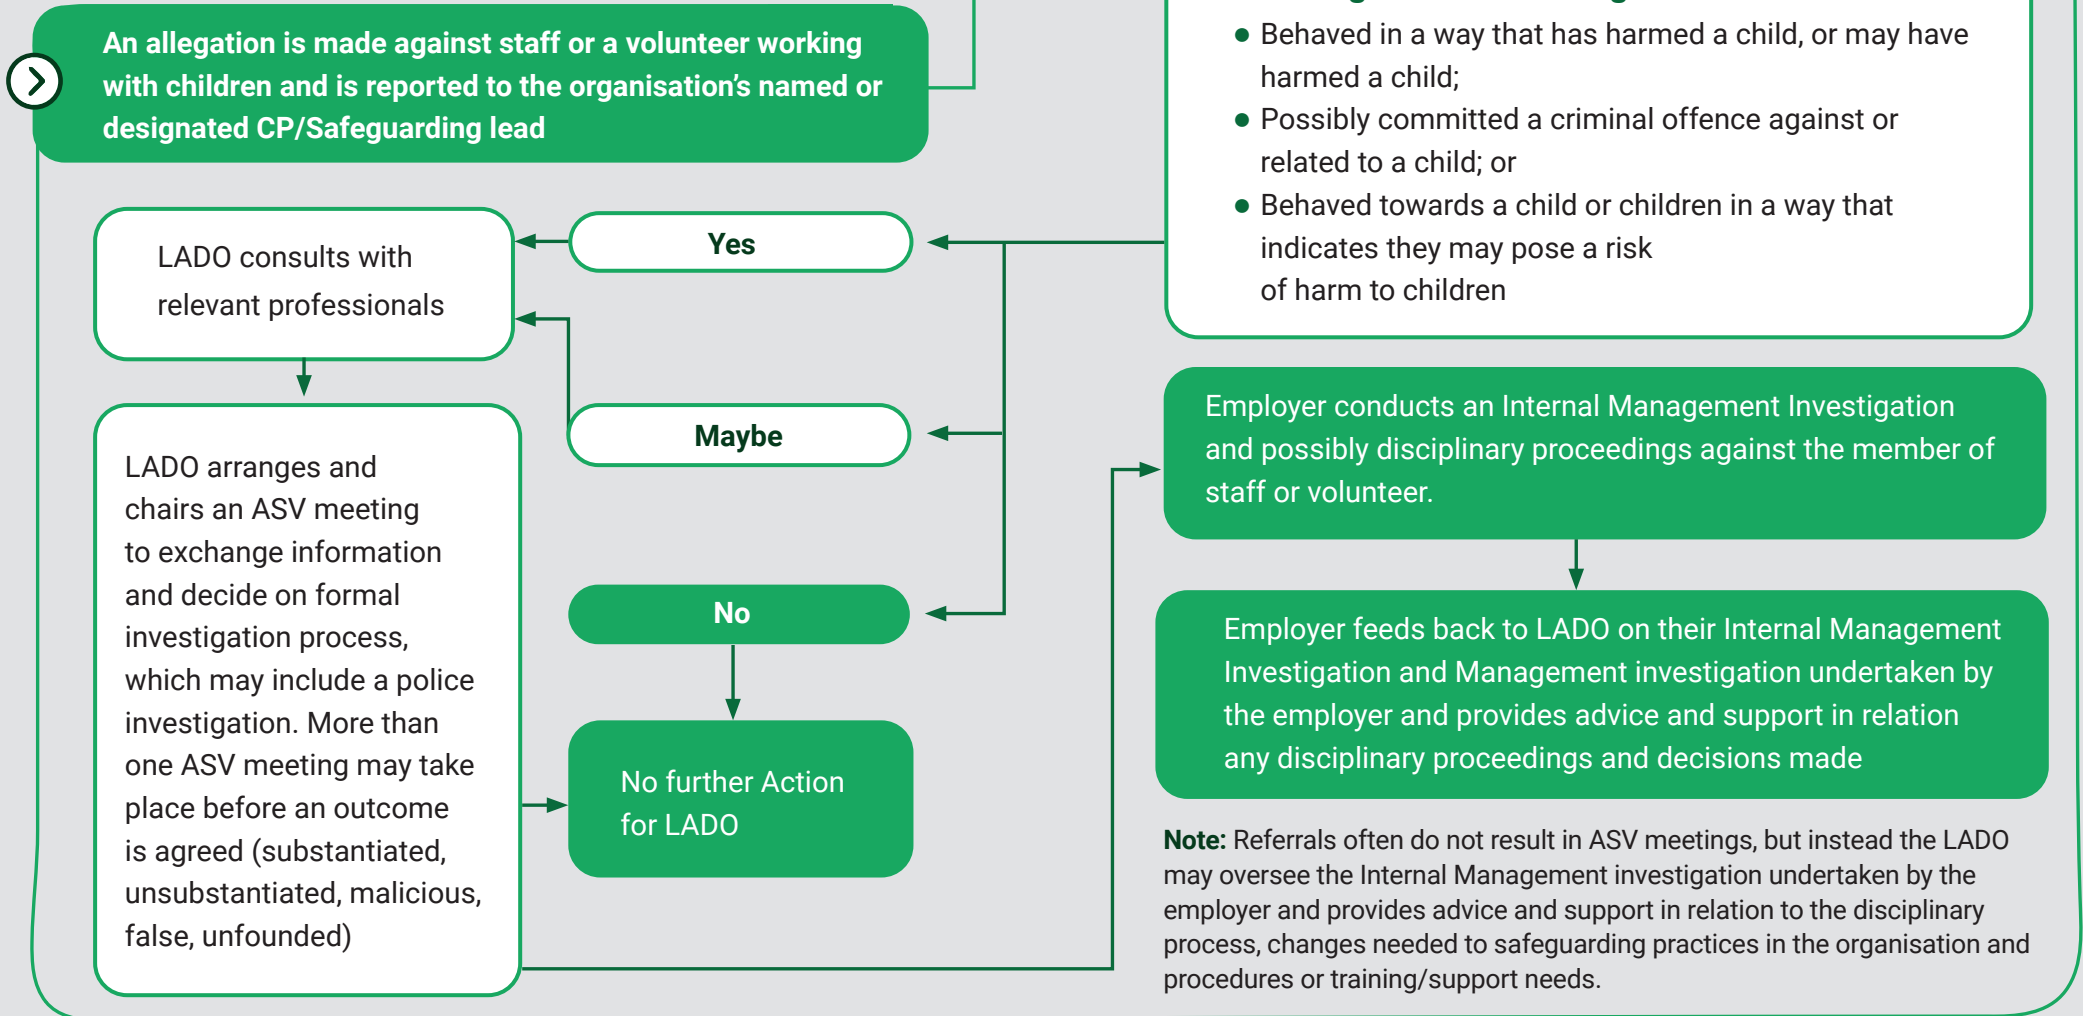 An allegation is made against staff or a volunteer working
with children and is reported to the organisation's named or
designated CP/Safeguarding lead
● Behaved in a way that has harmed a child, or may have
harmed a child;
● Possibly committed a criminal offence against or
related to a child; or
● Behaved towards a child or children in a way that
indicates they may pose a risk
of harm to children
Yes
LADO consults with
relevant professionals
Maybe
LADO arranges and
chairs an ASV meeting
to exchange information
and decide on formal
investigation process,
which may include a police
investigation. More than
one ASV meeting may take
place before an outcome
is agreed (substantiated,
unsubstantiated, malicious,
false, unfounded)
No
No further Action
for LADO
Employer conducts an Internal Management Investigation
and possibly disciplinary proceedings against the member of
staff or volunteer.
Employer feeds back to LADO on their Internal Management
Investigation and Management investigation undertaken by
the employer and provides advice and support in relation
any disciplinary proceedings and decisions made
Note: Referrals often do not result in ASV meetings, but instead the LADO
may oversee the Internal Management investigation undertaken by the
employer and provides advice and support in relation to the disciplinary
process, changes needed to safeguarding practices in the organisation and
procedures or training/support needs.